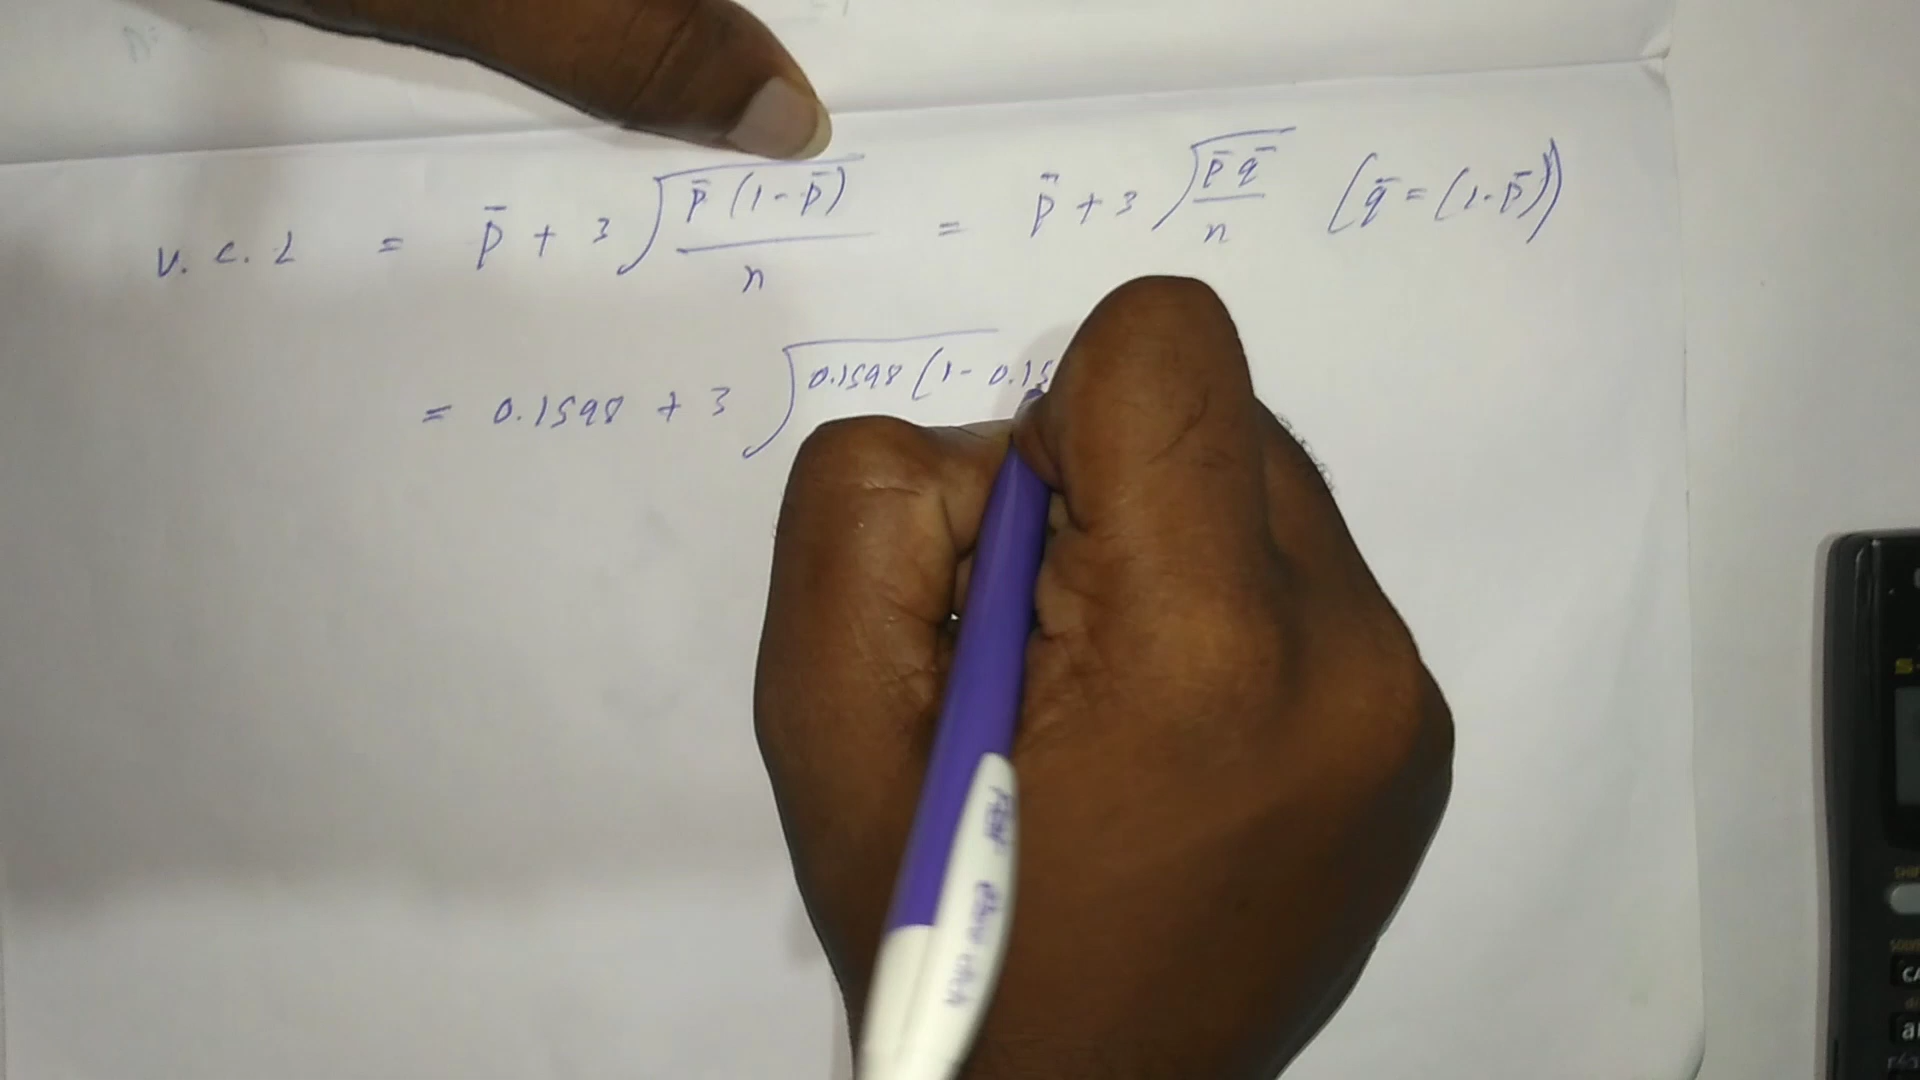 U.C.L = p̄ + 3 √(p̄(1-p̄)/n) = p̄ + 3 √(p̄ q̄/n) [q̄ = (1-p̄)]
= 0.1598 + 3 √0.1598 (1 - 0.15